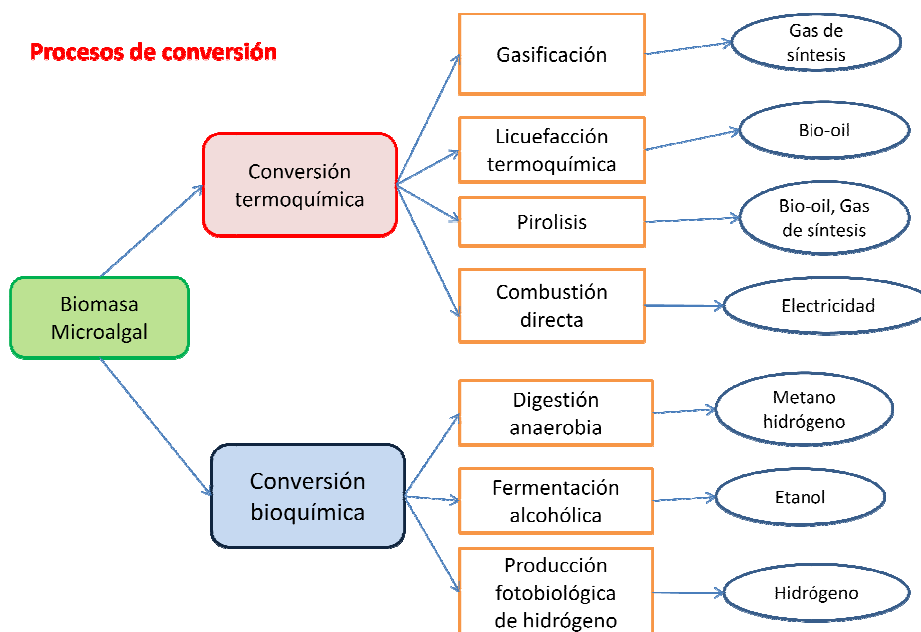 Procesos de conversión
Gasificación
Gas de
síntesis
Conversión
termoquímica
Licuefacción
termoquímica
Bio-oil
Pirolisis
Bio-oil, Gas
de síntesis
Combustión
directa
Electricidad
Biomasa
Microalgal
Conversión
bioquímica
Digestión
anaerobia
Metano
hidrógeno
Fermentación
alcohólica
Etanol
Producción
fotobiológica
de hidrógeno
Hidrógeno